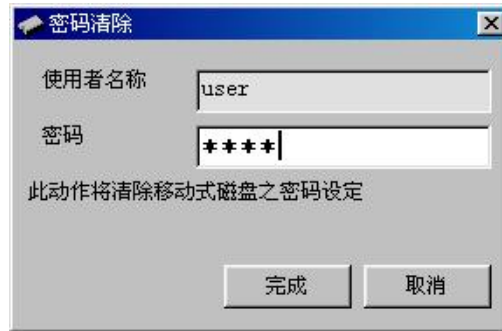 密码清除
使用者名称
user
密码
****
此动作将清除移动式磁盘之密码设定
完成
取消